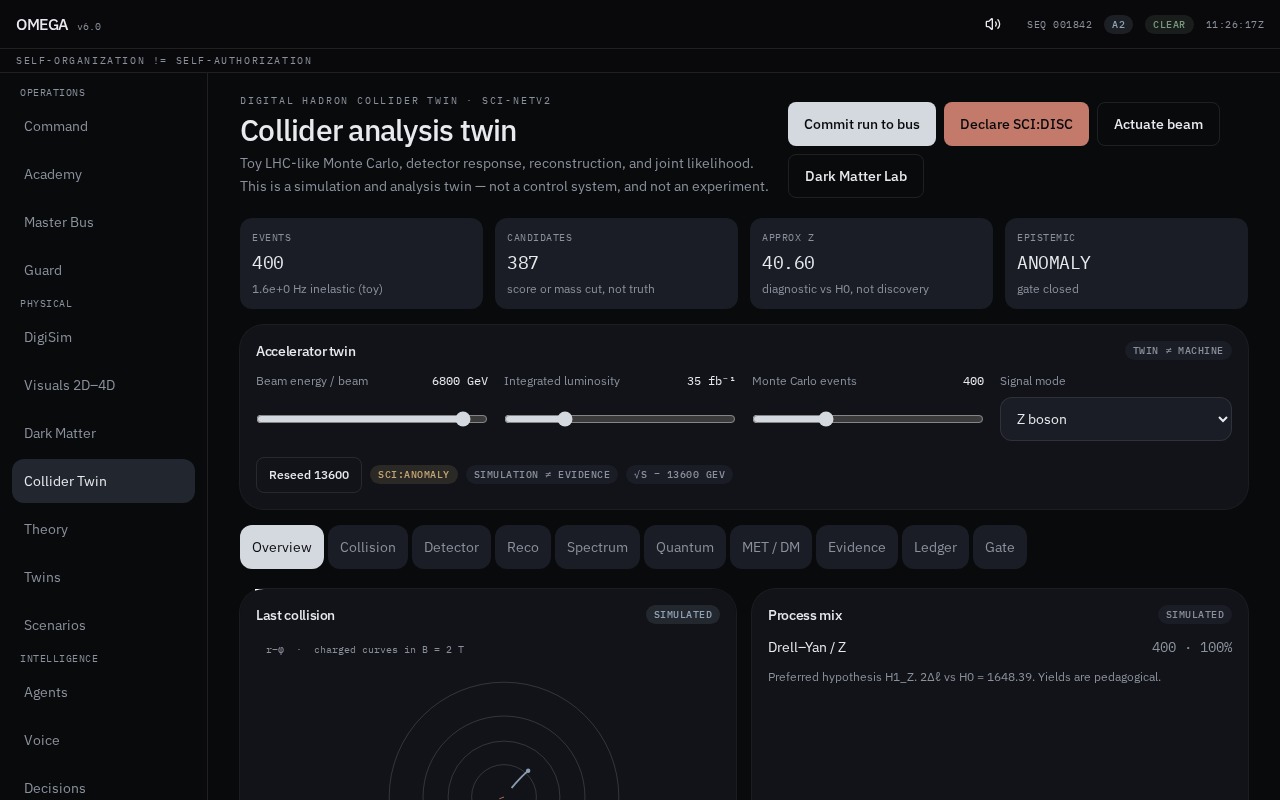 OMEGA v6.0
SEQ 001842 A2 CLEAR 11:26:17Z
SELF-ORGANIZATION != SELF-AUTHORIZATION
OPERATIONS
Command
Academy
Master Bus
Guard
PHYSICAL
DigiSim
Visuals 2D–4D
Dark Matter
Collider Twin
Theory
Twins
Scenarios
INTELLIGENCE
Agents
Voice
Decisions
DIGITAL HADRON COLLIDER TWIN · SCI-NETV2
Collider analysis twin
Toy LHC-like Monte Carlo, detector response, reconstruction, and joint likelihood.
This is a simulation and analysis twin — not a control system, and not an experiment.
Commit run to bus
Declare SCI:DISC
Actuate beam
Dark Matter Lab
EVENTS
400
1.6e+0 Hz inelastic (toy)
CANDIDATES
387
score or mass cut, not truth
APPROX Z
40.60
diagnostic vs H0, not discovery
EPISTEMIC
ANOMALY
gate closed
Accelerator twin
TWIN ≠ MACHINE
Beam energy / beam 6800 GeV
Integrated luminosity 35 fb⁻¹
Monte Carlo events 400
Signal mode
Z boson
Reseed 13600
SCI:ANOMALY
SIMULATION ≠ EVIDENCE
√S = 13600 GEV
Overview
Collision
Detector
Reco
Spectrum
Quantum
MET / DM
Evidence
Ledger
Gate
Last collision
SIMULATED
r–φ · charged curves in B = 2 T
Process mix
SIMULATED
Drell–Yan / Z 400 · 100%
Preferred hypothesis H1_Z. 2Δℓ vs H0 = 1648.39. Yields are pedagogical.